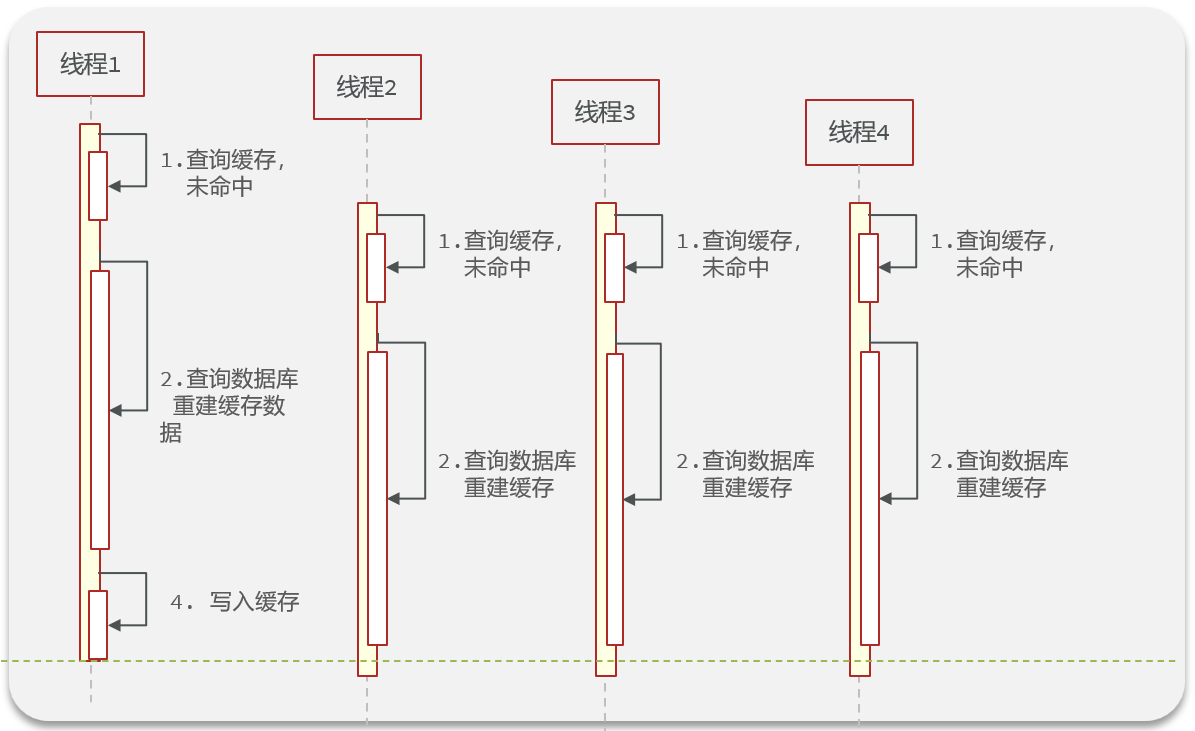 线程1
线程2
线程3
线程4
1.查询缓存,
未命中
2.查询数据库
重建缓存数
据
4. 写入缓存
1.查询缓存,
未命中
2.查询数据库
重建缓存
1.查询缓存,
未命中
2.查询数据库
重建缓存
1.查询缓存,
未命中
2.查询数据库
重建缓存